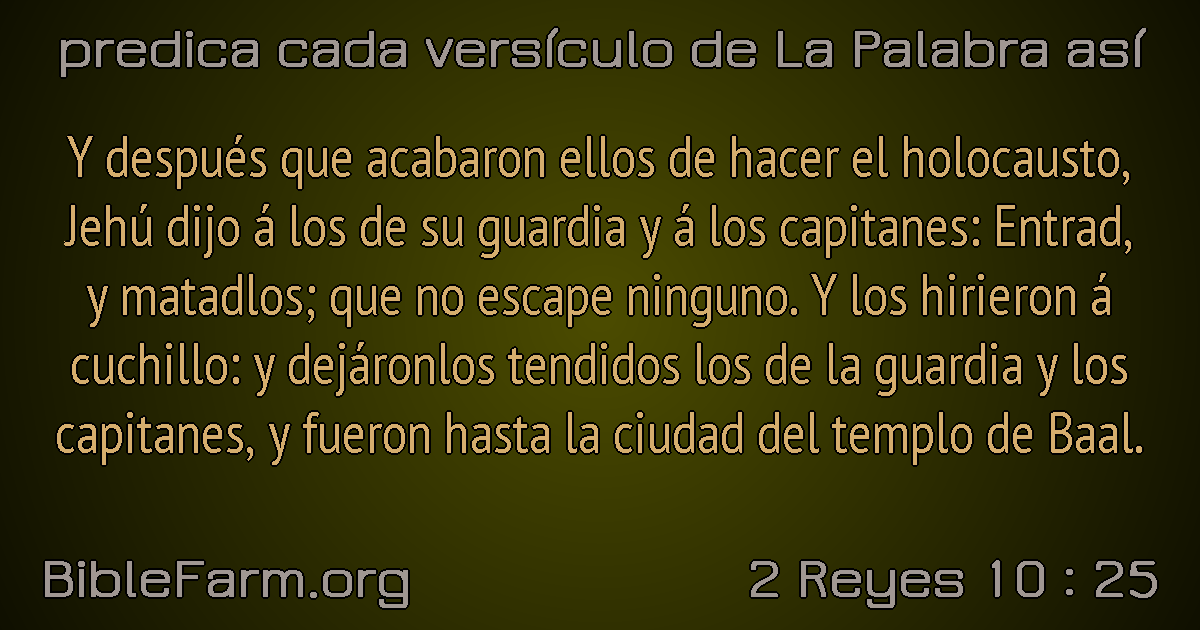 predica cada versículo de La Palabra así
Y después que acabaron ellos de hacer el holocausto,
Jehú dijo á los de su guardia y á los capitanes: Entrad,
y matadlos; que no escape ninguno. Y los hirieron á
cuchillo: y dejáronlos tendidos los de la guardia y los
capitanes, y fueron hasta la ciudad del templo de Baal.
BibleFarm.org
2 Reyes 10 : 25